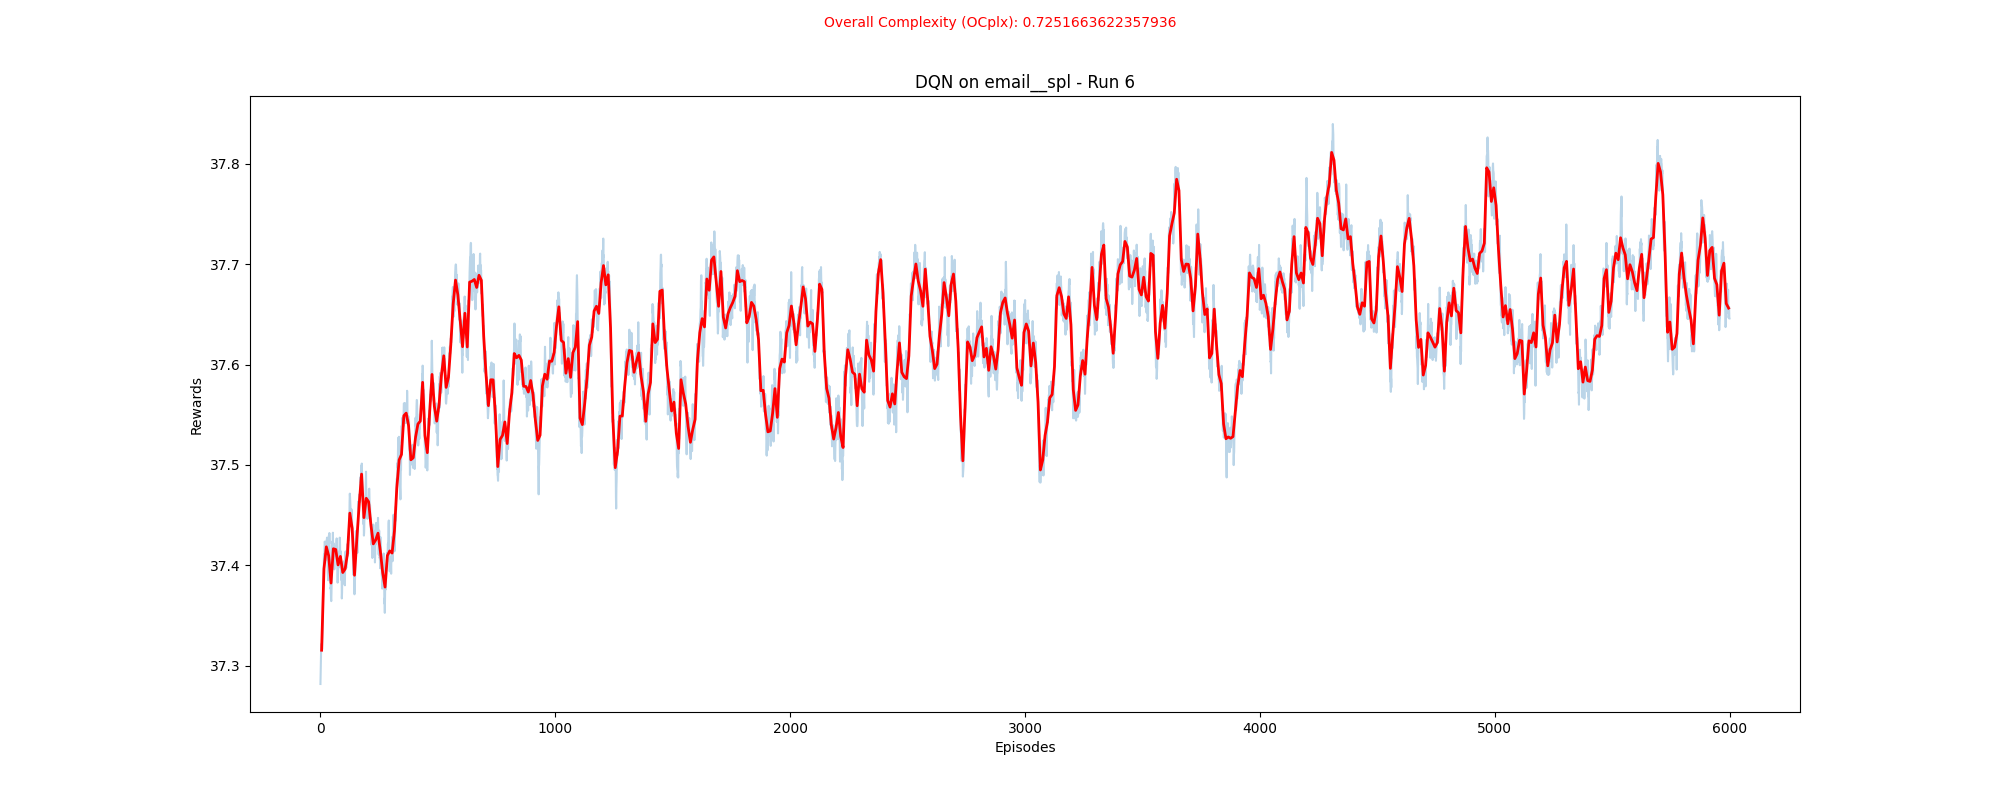 Overall Complexity (OCplx): 0.7251663622357936
DQN on email__spl - Run 6
37.8
37.7
37.6
37.5
37.4
37.3
Rewards
0 1000 2000 3000 4000 5000 6000
Episodes